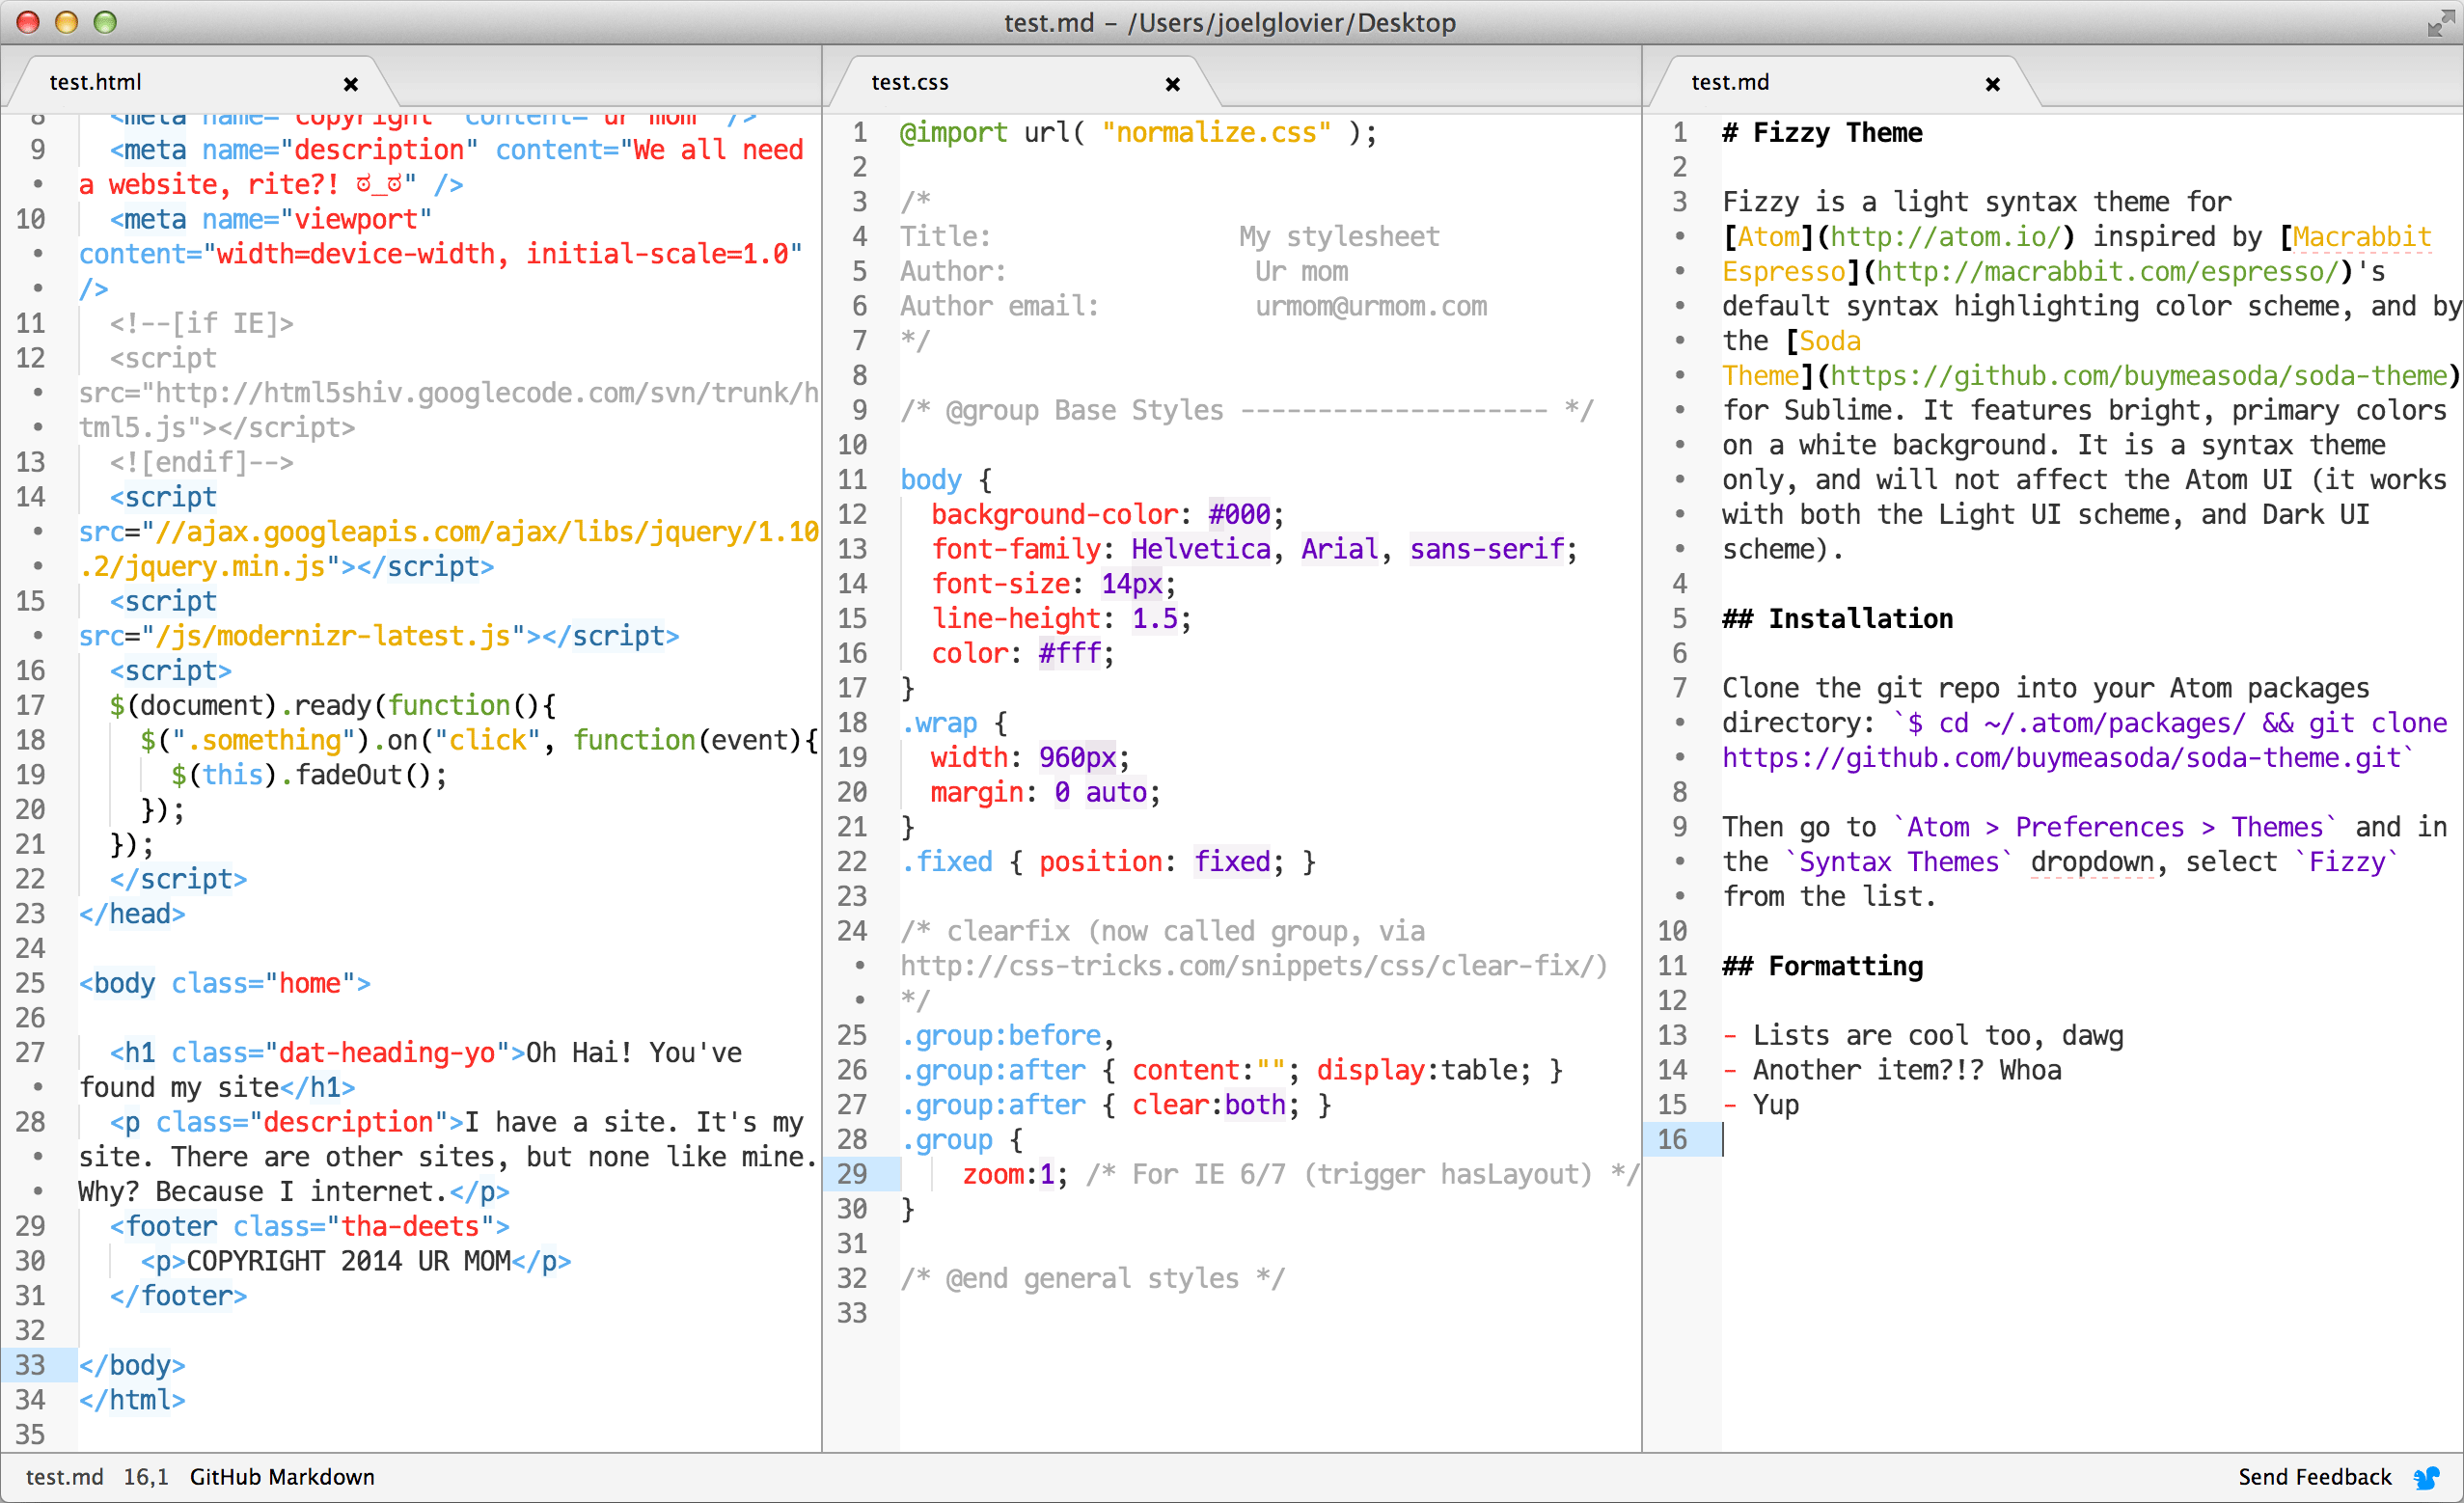 test.md – /Users/joelglovier/Desktop
test.html
8 <meta name="copyright" content="ur mom" />
9 <meta name="description" content="We all need
• a website, rite?! ಠ_ಠ" />
10 <meta name="viewport"
• content="width=device-width, initial-scale=1.0"
• />
11 <!--[if IE]>
12 <script
• src="http://html5shiv.googlecode.com/svn/trunk/h
• tml5.js"></script>
13 <![endif]-->
14 <script
• src="//ajax.googleapis.com/ajax/libs/jquery/1.10
• .2/jquery.min.js"></script>
15 <script
• src="/js/modernizr-latest.js"></script>
16 <script>
17 $(document).ready(function(){
18 $(".something").on("click", function(event){
19 $(this).fadeOut();
20 });
21 });
22 </script>
23 </head>
24
25 <body class="home">
26
27 <h1 class="dat-heading-yo">Oh Hai! You've
• found my site</h1>
28 <p class="description">I have a site. It's my
• site. There are other sites, but none like mine.
• Why? Because I internet.</p>
29 <footer class="tha-deets">
30 <p>COPYRIGHT 2014 UR MOM</p>
31 </footer>
32
33 </body>
34 </html>
35
test.css
1 @import url( "normalize.css" );
2
3 /*
4 Title: My stylesheet
5 Author: Ur mom
6 Author email: urmom@urmom.com
7 */
8
9 /* @group Base Styles -------------------- */
10
11 body {
12 background-color: #000;
13 font-family: Helvetica, Arial, sans-serif;
14 font-size: 14px;
15 line-height: 1.5;
16 color: #fff;
17 }
18 .wrap {
19 width: 960px;
20 margin: 0 auto;
21 }
22 .fixed { position: fixed; }
23
24 /* clearfix (now called group, via
• http://css-tricks.com/snippets/css/clear-fix/)
• */
25 .group:before,
26 .group:after { content:""; display:table; }
27 .group:after { clear:both; }
28 .group {
29 zoom:1; /* For IE 6/7 (trigger hasLayout) */
30 }
31
32 /* @end general styles */
33
test.md
1 # Fizzy Theme
2
3 Fizzy is a light syntax theme for
• [Atom](http://atom.io/) inspired by [Macrabbit
• Espresso](http://macrabbit.com/espresso/)'s
• default syntax highlighting color scheme, and by
• the [Soda
• Theme](https://github.com/buymeasoda/soda-theme)
• for Sublime. It features bright, primary colors
• on a white background. It is a syntax theme
• only, and will not affect the Atom UI (it works
• with both the Light UI scheme, and Dark UI
• scheme).
4
5 ## Installation
6
7 Clone the git repo into your Atom packages
• directory: `$ cd ~/.atom/packages/ && git clone
• https://github.com/buymeasoda/soda-theme.git`
8
9 Then go to `Atom > Preferences > Themes` and in
• the `Syntax Themes` dropdown, select `Fizzy`
• from the list.
10
11 ## Formatting
12
13 - Lists are cool too, dawg
14 - Another item?!? Whoa
15 - Yup
16
test.md 16,1 GitHub Markdown
Send Feedback